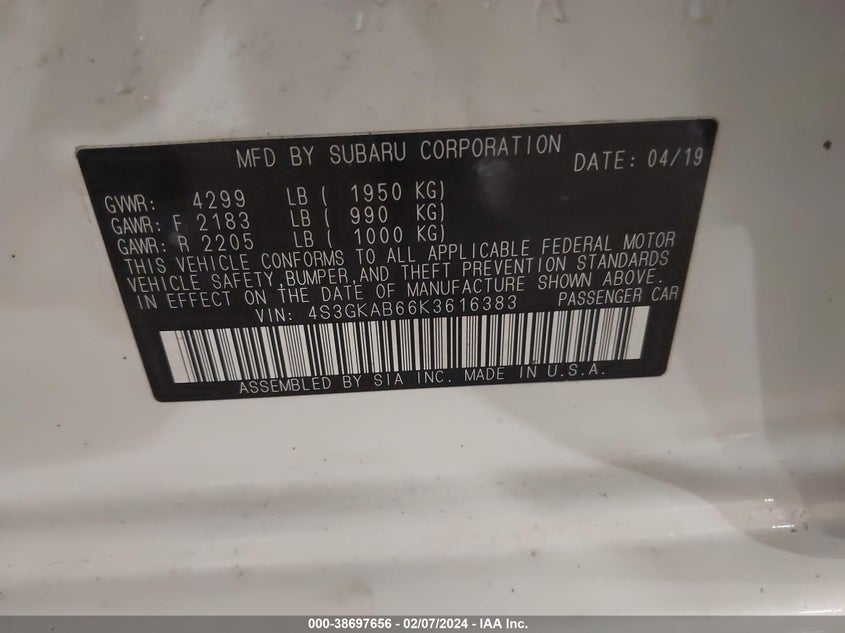 MFD BY SUBARU CORPORATION DATE: 04/19
GVWR: 4299 LB ( 1950 KG)
GAWR: F 2183 LB ( 990 KG)
GAWR: R 2205 LB ( 1000 KG)
THIS VEHICLE CONFORMS TO ALL APPLICABLE FEDERAL MOTOR
VEHICLE SAFETY,BUMPER,AND THEFT PREVENTION STANDARDS
IN EFFECT ON THE DATE OF MANUFACTURE SHOWN ABOVE.
VIN: 4S3GKAB66K3616383 PASSENGER CAR
ASSEMBLED BY SIA INC. MADE IN U.S.A.
000-38697656 - 02/07/2024 - © IAA, Inc.